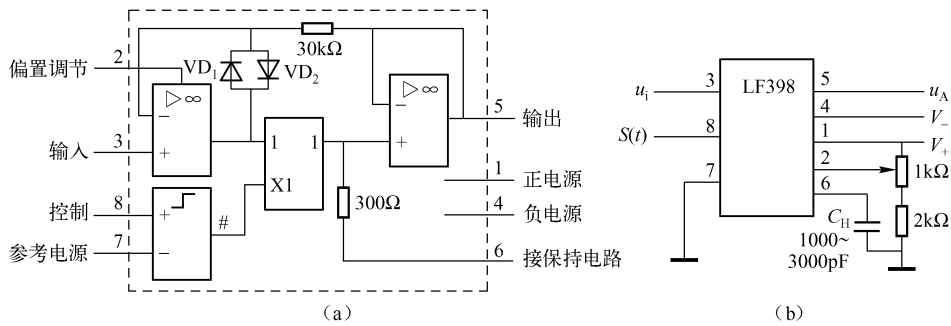 30kΩ
2
偏置调节
VD₁
VD₂
▷∞
−
+
3
输入
1
1
X1
▷∞
−
+
5
输出
1
正电源
300Ω
4
负电源
8
控制
+
−
#
7
参考电源
6
接保持电路
(a)
LF398
uᵢ
3
5
u_A
4
V₋
S(t)
8
1
V₊
2
1kΩ
7
6
C_H
1000~
3000pF
2kΩ
(b)